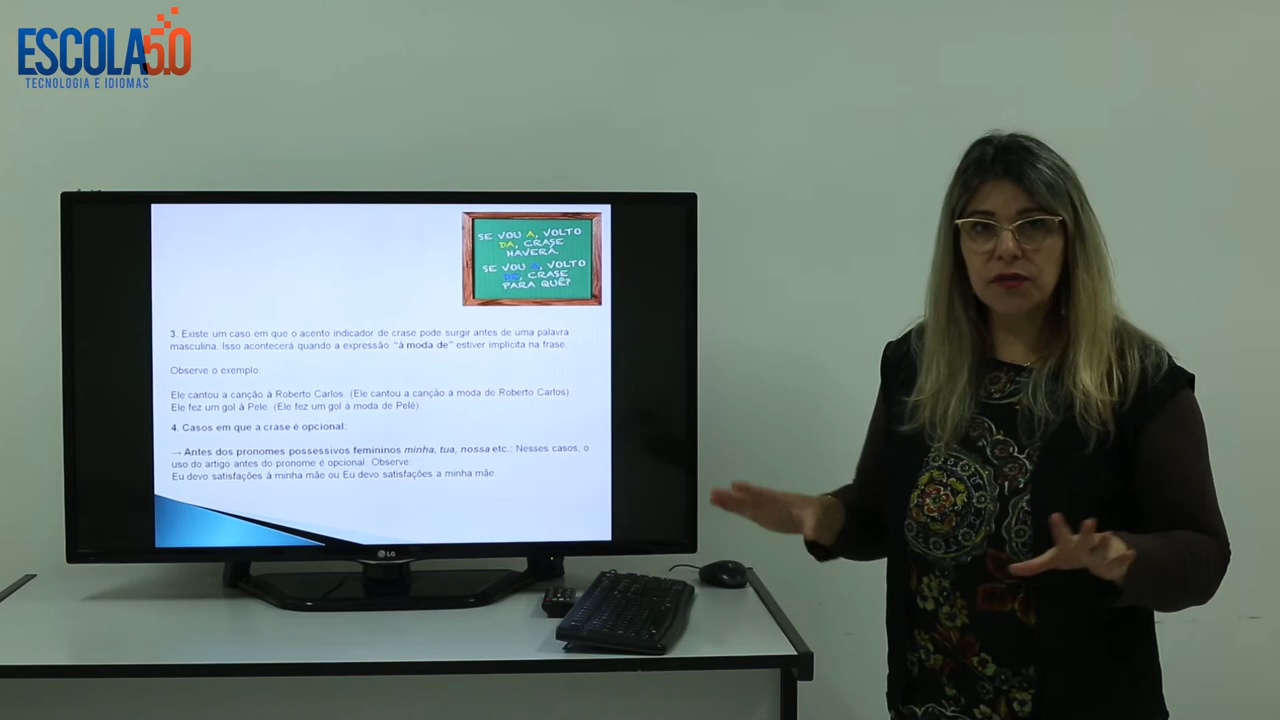 ESCOLA5.0
TECNOLOGIA E IDIOMAS
SE VOU A, VOLTO
DA, CRASE
HAVERÁ.
SE VOU A, VOLTO
DE, CRASE
PARA QUÊ?
3. Existe um caso em que o acento indicador de crase pode surgir antes de uma palavra
masculina. Isso acontecerá quando a expressão “à moda de” estiver implícita na frase.
Observe o exemplo:
Ele cantou a canção à Roberto Carlos. (Ele cantou a canção à moda de Roberto Carlos).
Ele fez um gol à Pele. (Ele fez um gol à moda de Pelé).
4. Casos em que a crase é opcional:
→ Antes dos pronomes possessivos femininos minha, tua, nossa etc.: Nesses casos, o
uso do artigo antes do pronome é opcional. Observe:
Eu devo satisfações à minha mãe ou Eu devo satisfações a minha mãe.
LG